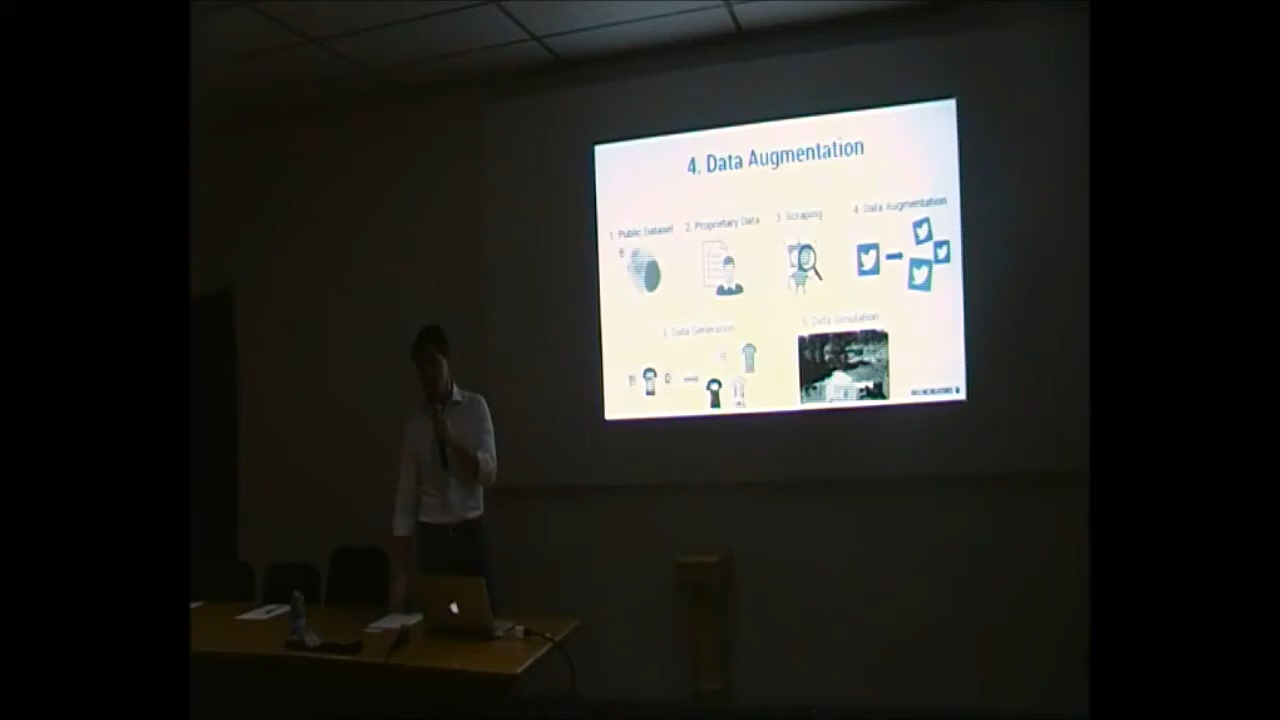 4. Data Augmentation
1. Public Dataset
2. Proprietary Data
3. Scraping
4. Data Augmentation
5. Data Generation
Data Simulation